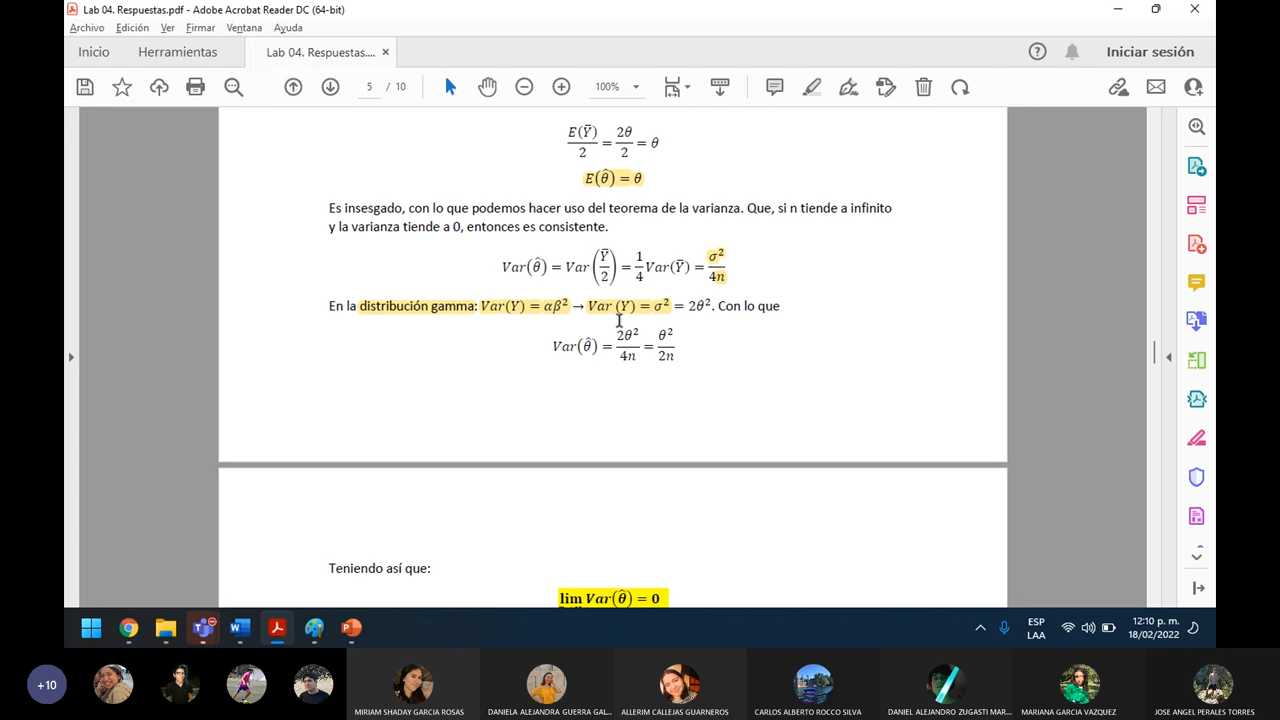 Lab 04. Respuestas.pdf - Adobe Acrobat Reader DC (64-bit)
Archivo Edición Ver Firmar Ventana Ayuda
Inicio Herramientas Lab 04. Respuestas.... × Iniciar sesión
5 / 10 100%
E(Ȳ)/2 = 2θ/2 = θ
E(θ̂) = θ
Es insesgado, con lo que podemos hacer uso del teorema de la varianza. Que, si n tiende a infinito
y la varianza tiende a 0, entonces es consistente.
Var(θ̂) = Var(Ȳ/2) = 1/4 Var(Ȳ) = σ²/4n
En la distribución gamma: Var(Y) = αβ² → Var (Y) = σ² = 2θ². Con lo que
Var(θ̂) = 2θ²/4n = θ²/2n
Teniendo así que:
lim Var(θ̂) = 0
ESP
LAA
12:10 p. m.
18/02/2022
+10
MIRIAM SHADAY GARCIA ROSAS
DANIELA ALEJANDRA GUERRA GAL...
ALLERIM CALLEJAS GUARNEROS
CARLOS ALBERTO ROCCO SILVA
DANIEL ALEJANDRO ZUGASTI MAR...
MARIANA GARCIA VAZQUEZ
JOSE ANGEL PERALES TORRES